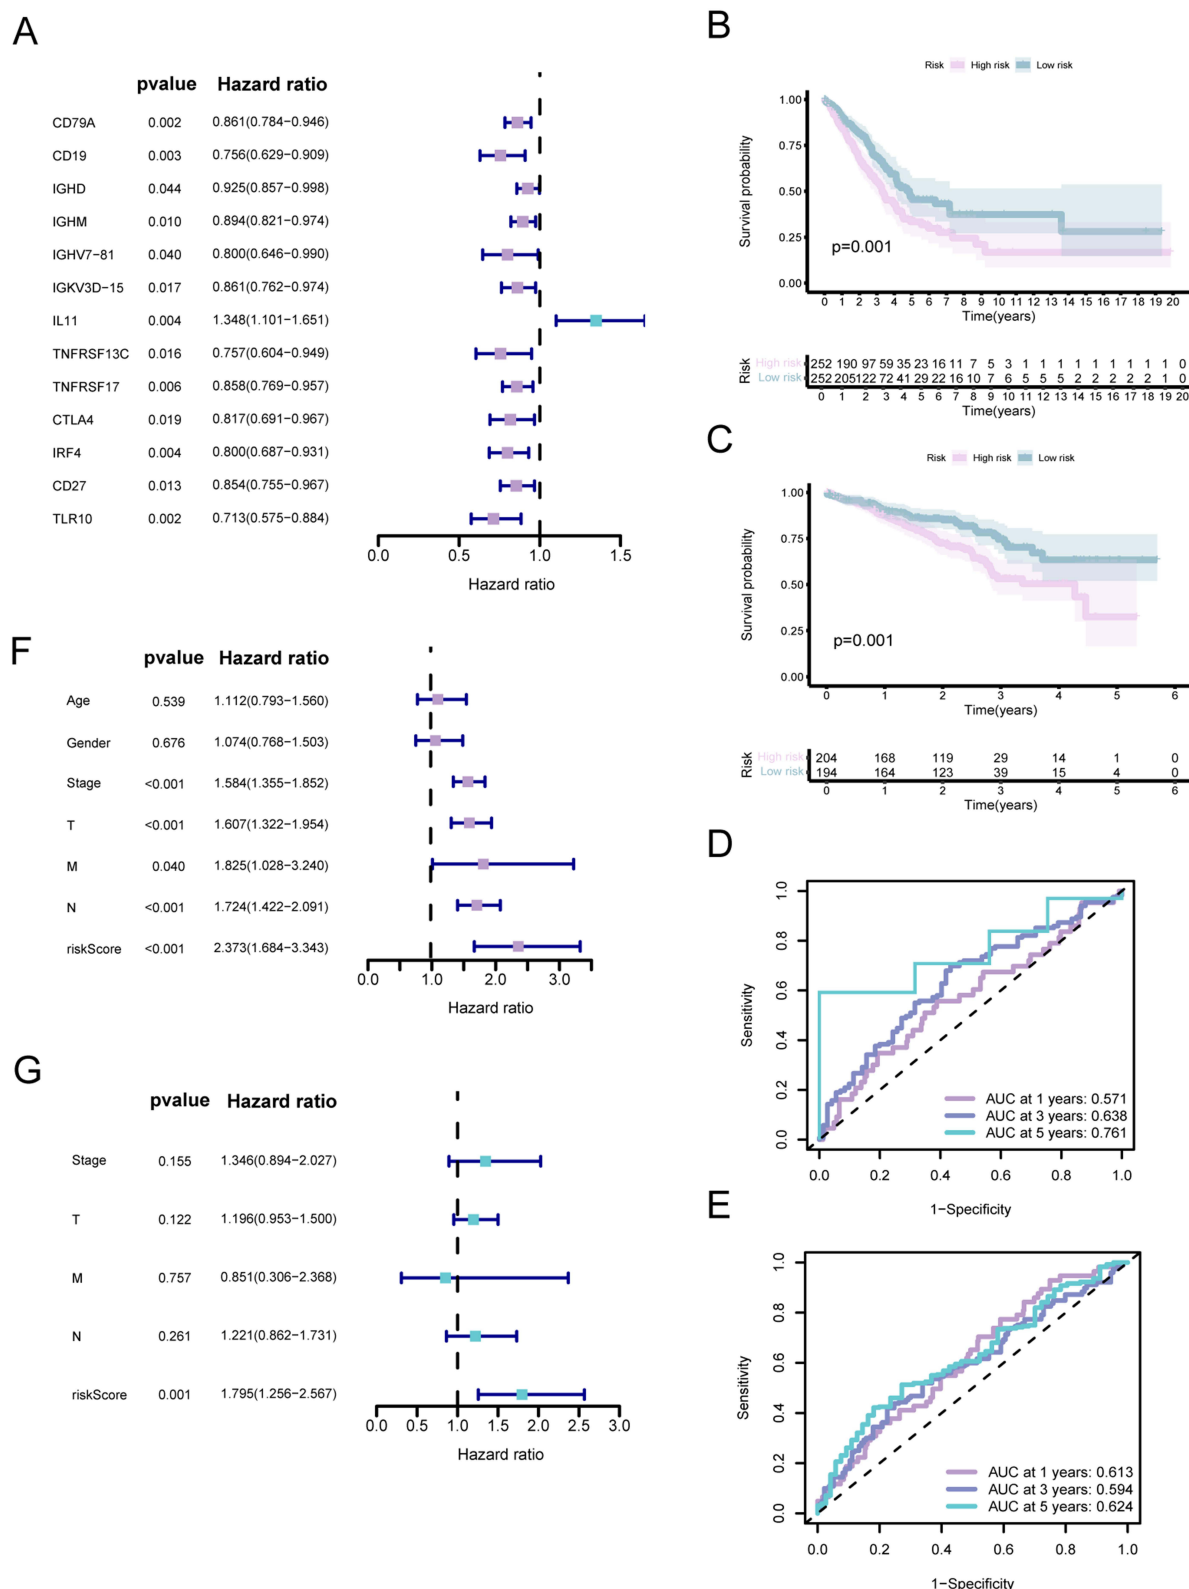 A
pvalue Hazard ratio
CD79A 0.002 0.861(0.784−0.946)
CD19 0.003 0.756(0.629−0.909)
IGHD 0.044 0.925(0.857−0.998)
IGHM 0.010 0.894(0.821−0.974)
IGHV7−81 0.040 0.800(0.646−0.990)
IGKV3D−15 0.017 0.861(0.762−0.974)
IL11 0.004 1.348(1.101−1.651)
TNFRSF13C 0.016 0.757(0.604−0.949)
TNFRSF17 0.006 0.858(0.769−0.957)
CTLA4 0.019 0.817(0.691−0.967)
IRF4 0.004 0.800(0.687−0.931)
CD27 0.013 0.854(0.755−0.967)
TLR10 0.002 0.713(0.575−0.884)
0.0 0.5 1.0 1.5
Hazard ratio
B
Risk High risk Low risk
Survival probability
1.00
0.75
0.50
0.25
0.00
p=0.001
0 1 2 3 4 5 6 7 8 9 10 11 12 13 14 15 16 17 18 19 20
Time(years)
Risk
High risk 252 190 97 59 35 23 16 11 7 5 3 1 1 1 1 1 1 1 1 1 0
Low risk 252 205 122 72 41 29 22 16 10 7 6 5 5 5 2 2 2 2 2 1 0
0 1 2 3 4 5 6 7 8 9 10 11 12 13 14 15 16 17 18 19 20
Time(years)
C
Risk High risk Low risk
Survival probability
1.00
0.75
0.50
0.25
0.00
p=0.001
0 1 2 3 4 5 6
Time(years)
Risk
High risk 204 168 119 29 14 1 0
Low risk 194 164 123 39 15 4 0
0 1 2 3 4 5 6
Time(years)
F
pvalue Hazard ratio
Age 0.539 1.112(0.793−1.560)
Gender 0.676 1.074(0.768−1.503)
Stage <0.001 1.584(1.355−1.852)
T <0.001 1.607(1.322−1.954)
M 0.040 1.825(1.028−3.240)
N <0.001 1.724(1.422−2.091)
riskScore <0.001 2.373(1.684−3.343)
0.0 1.0 2.0 3.0
Hazard ratio
D
Sensitivity
1.0
0.8
0.6
0.4
0.2
0.0
AUC at 1 years: 0.571
AUC at 3 years: 0.638
AUC at 5 years: 0.761
0.0 0.2 0.4 0.6 0.8 1.0
1−Specificity
G
pvalue Hazard ratio
Stage 0.155 1.346(0.894−2.027)
T 0.122 1.196(0.953−1.500)
M 0.757 0.851(0.306−2.368)
N 0.261 1.221(0.862−1.731)
riskScore 0.001 1.795(1.256−2.567)
0.0 0.5 1.0 1.5 2.0 2.5 3.0
Hazard ratio
E
Sensitivity
1.0
0.8
0.6
0.4
0.2
0.0
AUC at 1 years: 0.613
AUC at 3 years: 0.594
AUC at 5 years: 0.624
0.0 0.2 0.4 0.6 0.8 1.0
1−Specificity